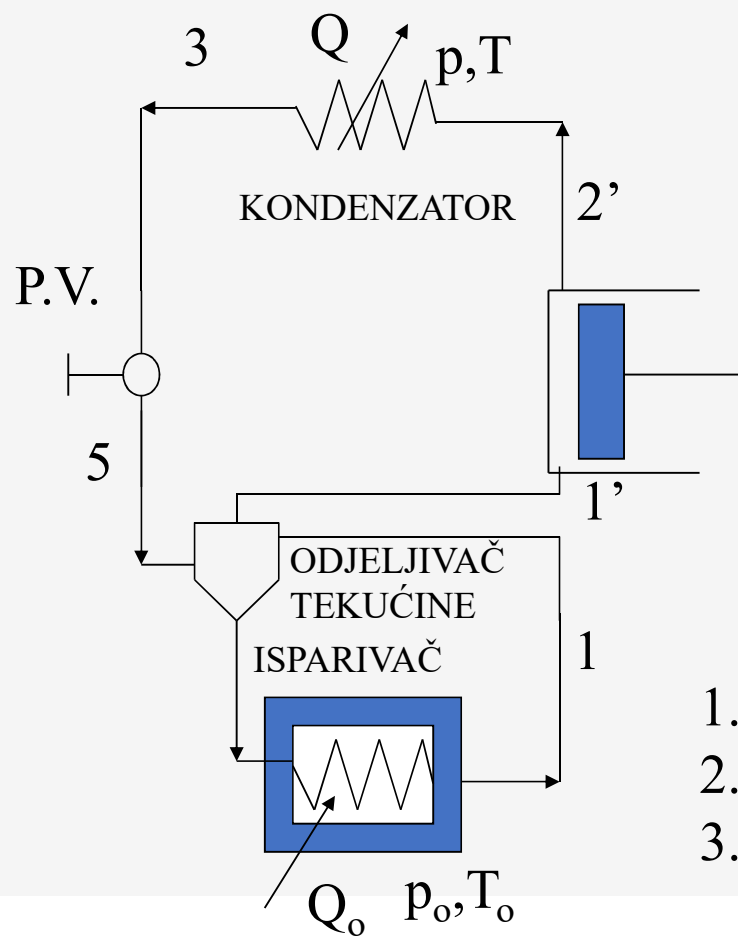 3
Q
p,T
KONDENZATOR
2’
P.V.
5
1’
ODJELJIVAČ
TEKUĆINE
ISPARIVAČ
1
1.
2.
3.
Qo
po,To